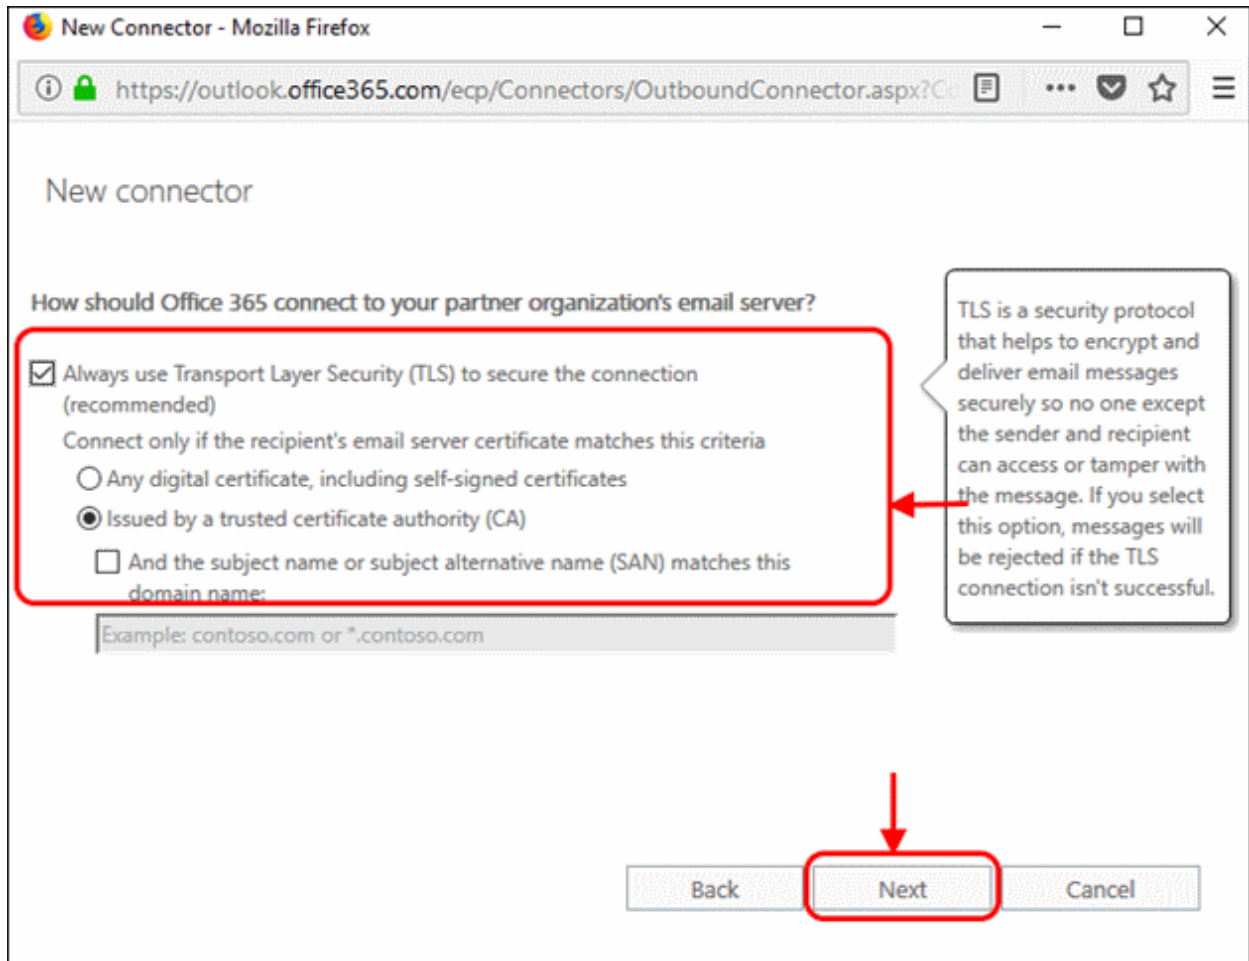 New Connector - Mozilla Firefox
https://outlook.office365.com/ecp/Connectors/OutboundConnector.aspx?
New connector
How should Office 365 connect to your partner organization's email server?
Always use Transport Layer Security (TLS) to secure the connection
(recommended)
Connect only if the recipient's email server certificate matches this criteria
Any digital certificate, including self-signed certificates
Issued by a trusted certificate authority (CA)
And the subject name or subject alternative name (SAN) matches this
domain name:
Example: contoso.com or *.contoso.com
TLS is a security protocol
that helps to encrypt and
deliver email messages
securely so no one except
the sender and recipient
can access or tamper with
the message. If you select
this option, messages will
be rejected if the TLS
connection isn't successful.
Back
Next
Cancel